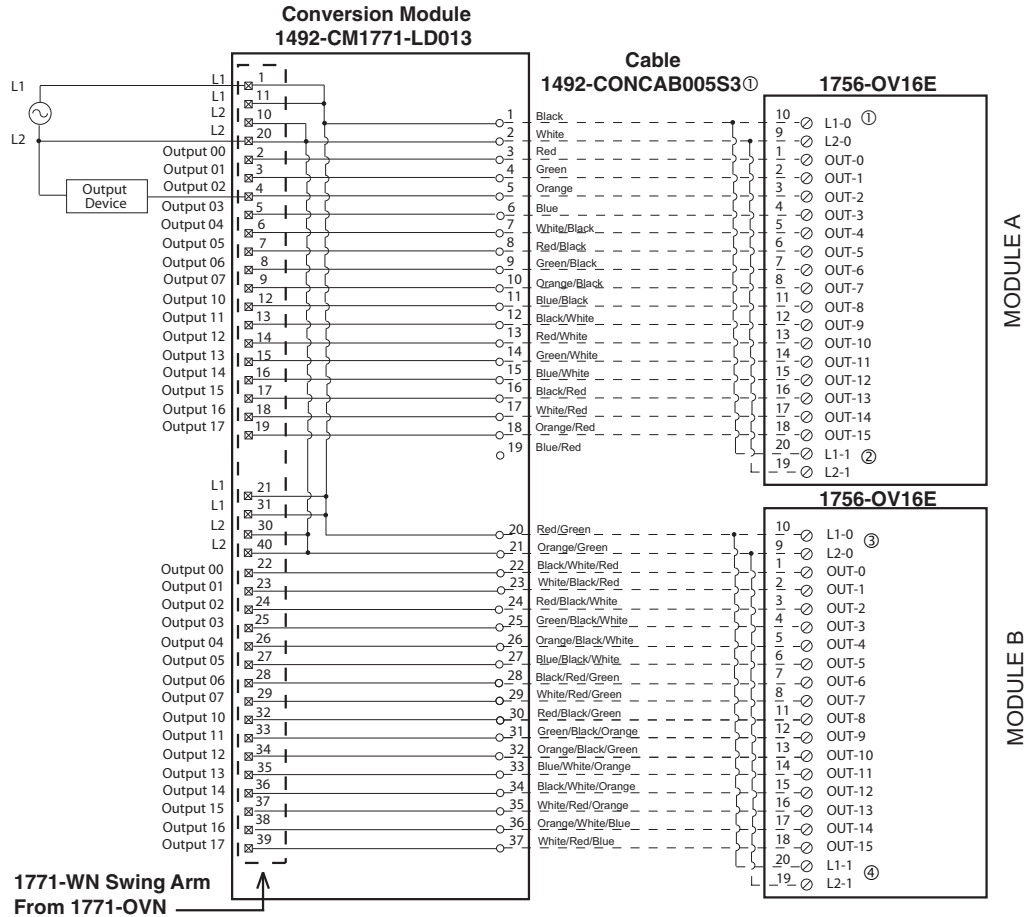 Conversion Module
1492-CM1771-LD013
Cable
1492-CONCAB005S3①
1756-OV16E
L1
L2
Output
Device
L1 1
L1 11
L2 10
L2 20
1 Black 10 L1-0 ①
2 White 9 L2-0
Output 00 2 3 Red 1 OUT-0
Output 01 3 4 Green 2 OUT-1
Output 02 4 5 Orange 3 OUT-2
Output 03 5 6 Blue 4 OUT-3
Output 04 6 7 White/Black 5 OUT-4
Output 05 7 8 Red/Black 6 OUT-5
Output 06 8 9 Green/Black 7 OUT-6
Output 07 9 10 Orange/Black 8 OUT-7
Output 10 12 11 Blue/Black 11 OUT-8
Output 11 13 12 Black/White 12 OUT-9
Output 12 14 13 Red/White 13 OUT-10
Output 13 15 14 Green/White 14 OUT-11
Output 14 16 15 Blue/White 15 OUT-12
Output 15 17 16 Black/Red 16 OUT-13
Output 16 18 17 White/Red 17 OUT-14
Output 17 19 18 Orange/Red 18 OUT-15
19 Blue/Red 20 L1-1 ②
19 L2-1
MODULE A
1756-OV16E
L1 21
L1 31
L2 30
L2 40
20 Red/Green 10 L1-0 ③
21 Orange/Green 9 L2-0
Output 00 22 22 Black/White/Red 1 OUT-0
Output 01 23 23 White/Black/Red 2 OUT-1
Output 02 24 24 Red/Black/White 3 OUT-2
Output 03 25 25 Green/Black/White 4 OUT-3
Output 04 26 26 Orange/Black/White 5 OUT-4
Output 05 27 27 Blue/Black/White 6 OUT-5
Output 06 28 28 Black/Red/Green 7 OUT-6
Output 07 29 29 White/Red/Green 8 OUT-7
Output 10 32 30 Red/Black/Green 11 OUT-8
Output 11 33 31 Green/Black/Orange 12 OUT-9
Output 12 34 32 Orange/Black/Green 13 OUT-10
Output 13 35 33 Blue/White/Orange 14 OUT-11
Output 14 36 34 Black/White/Orange 15 OUT-12
Output 15 37 35 White/Red/Orange 16 OUT-13
Output 16 38 36 Orange/White/Blue 17 OUT-14
Output 17 39 37 White/Red/Blue 18 OUT-15
20 L1-1 ④
19 L2-1
MODULE B
1771-WN Swing Arm
From 1771-OVN